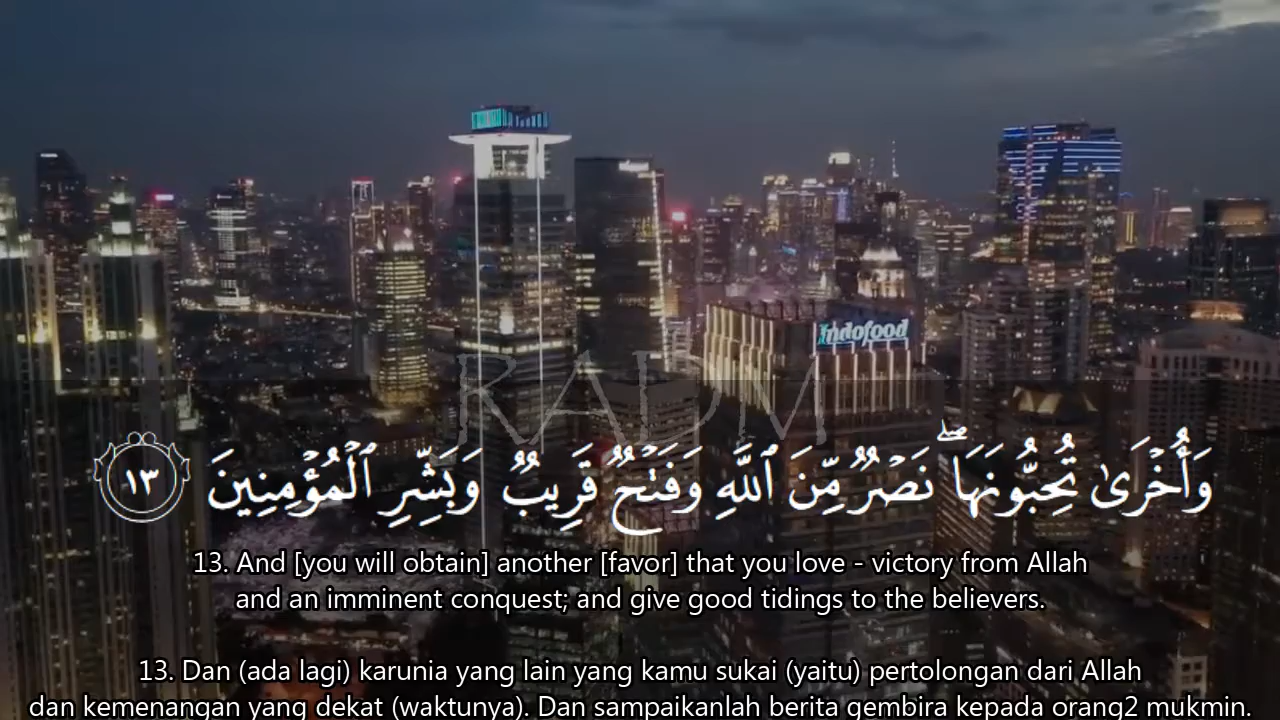 Indofood
RADM
وَأُخْرَىٰ تُحِبُّونَهَا ۖ نَصْرٌ مِّنَ ٱللَّهِ وَفَتْحٌ قَرِيبٌ وَبَشِّرِ ٱلْمُؤْمِنِينَ ١٣
13. And [you will obtain] another [favor] that you love - victory from Allah
and an imminent conquest; and give good tidings to the believers.
13. Dan (ada lagi) karunia yang lain yang kamu sukai (yaitu) pertolongan dari Allah
dan kemenangan yang dekat (waktunya). Dan sampaikanlah berita gembira kepada orang2 mukmin.